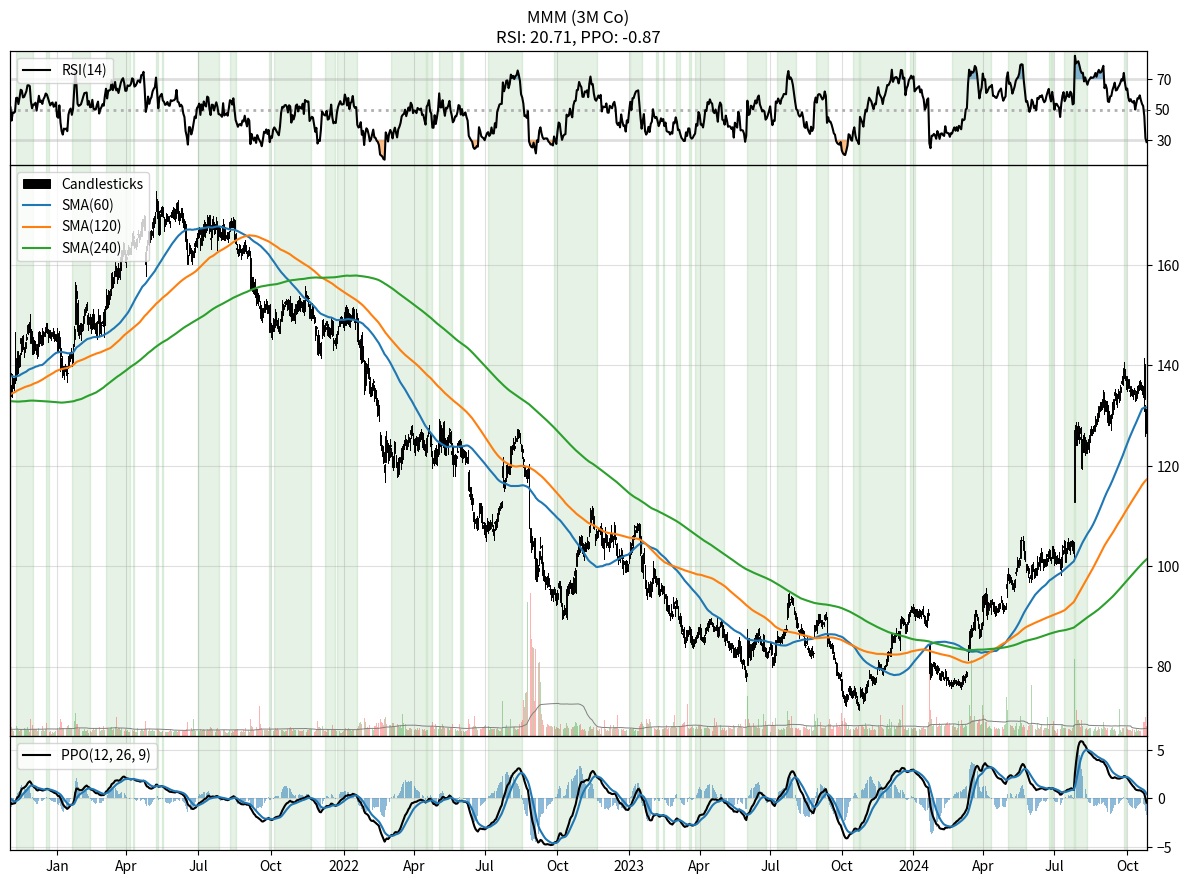 MMM (3M Co)
RSI: 20.71, PPO: -0.87
RSI(14)
70
50
30
Candlesticks
SMA(60)
SMA(120)
SMA(240)
160
140
120
100
80
PPO(12, 26, 9)
5
0
−5
Jan Apr Jul Oct 2022 Apr Jul Oct 2023 Apr Jul Oct 2024 Apr Jul Oct